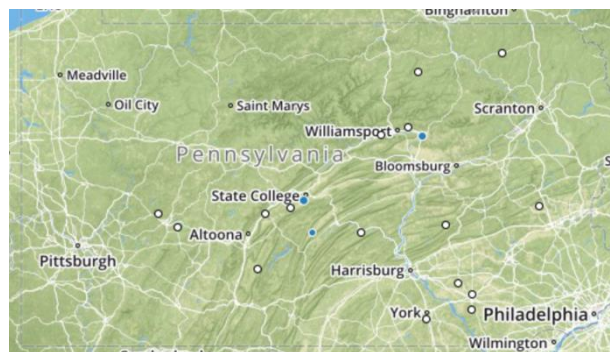 Binghamton
Meadville
Oil City
Saint Marys
Scranton
Williamsport
Pennsylvania
Bloomsburg
State College
Altoona
Pittsburgh
Harrisburg
York
Philadelphia
Wilmington